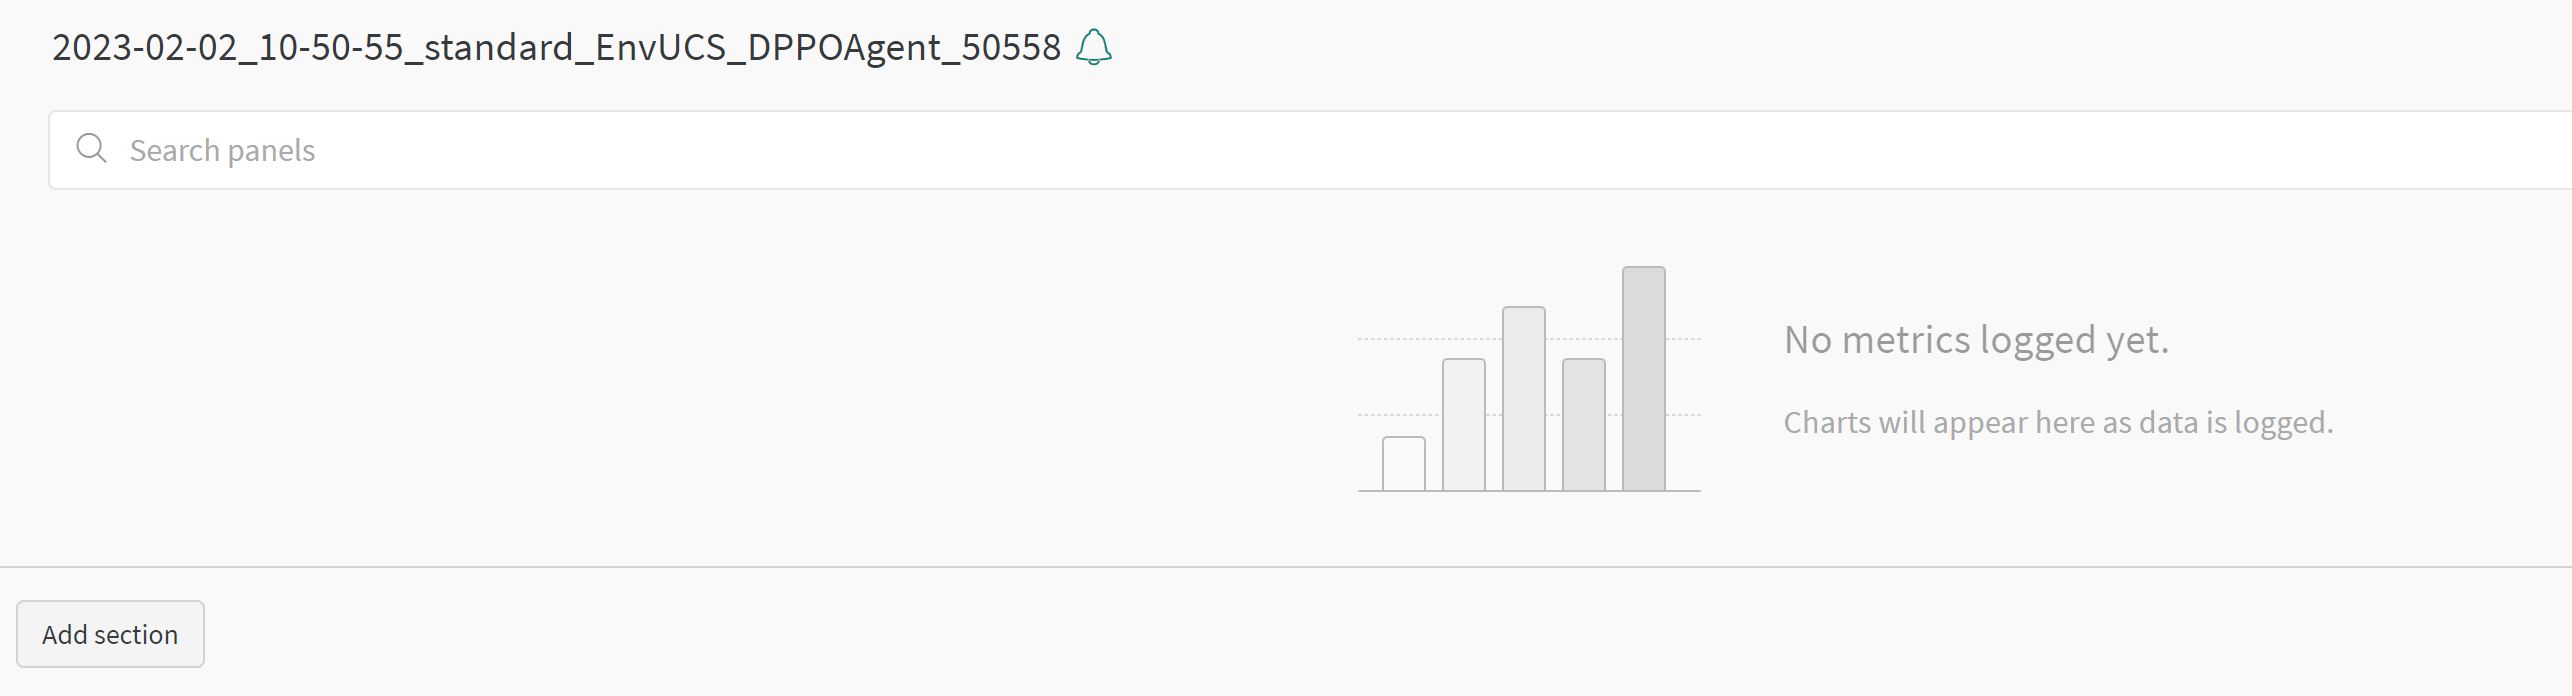 2023-02-02_10-50-55_standard_EnvUCS_DPPOAgent_50558
Search panels
No metrics logged yet.
Charts will appear here as data is logged.
Add section